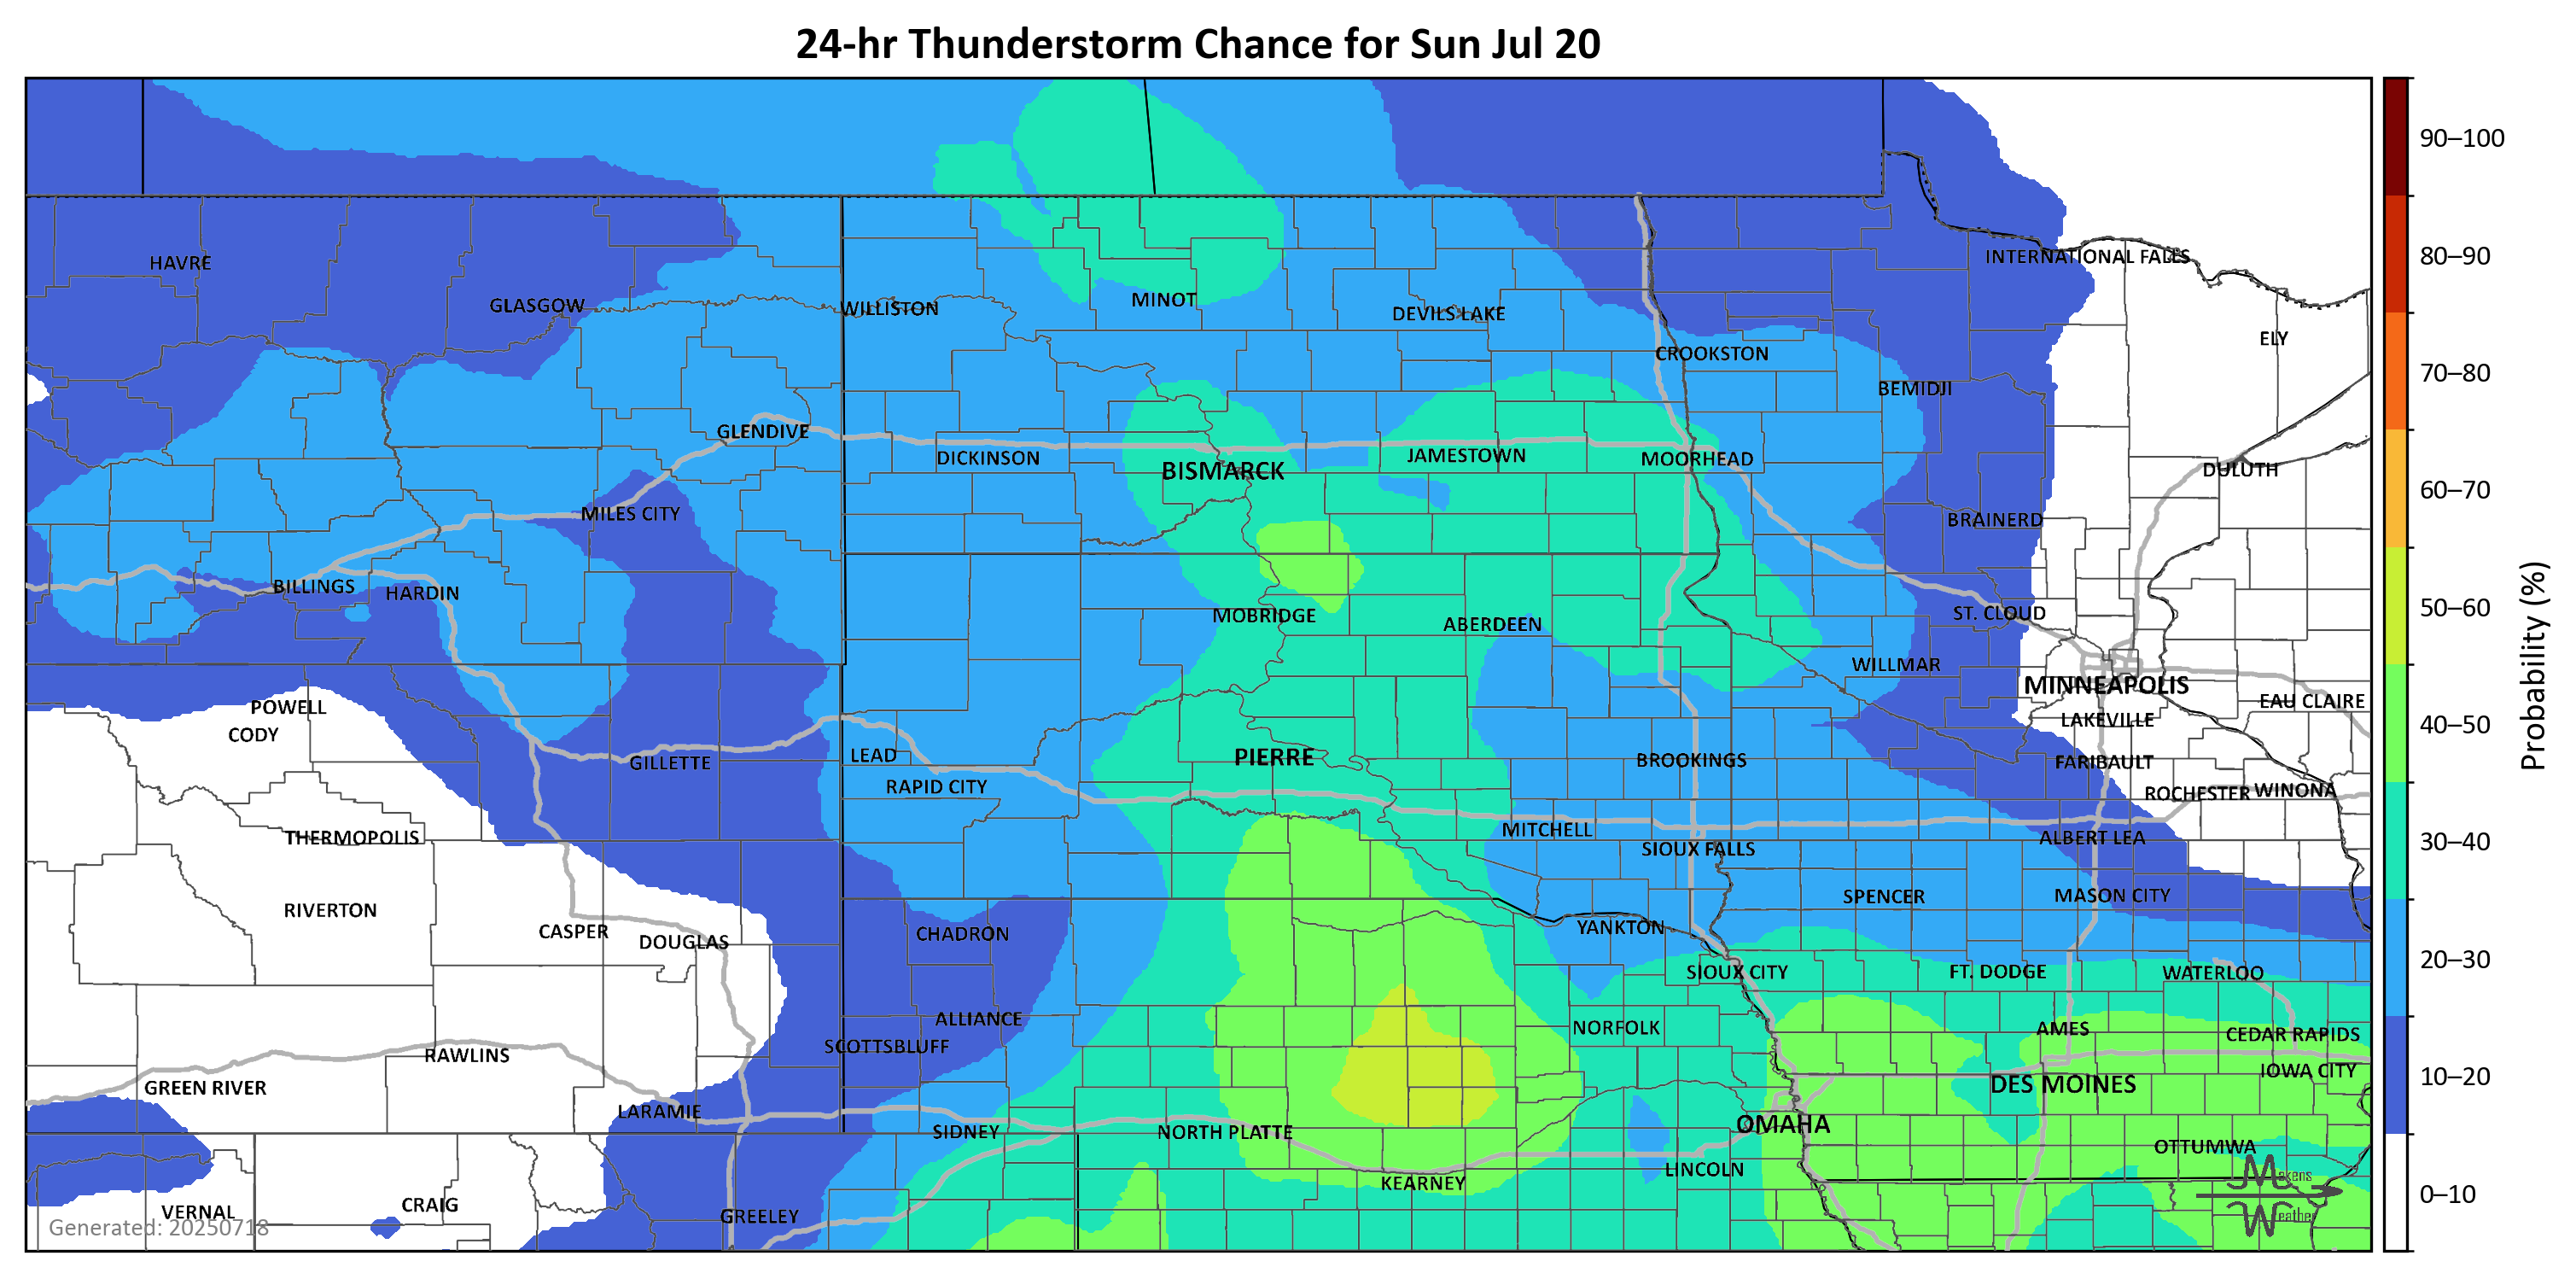 24-hr Thunderstorm Chance for Sun Jul 20
90–100
80–90
70–80
60–70
50–60
40–50
30–40
20–30
10–20
0–10
Probability (%)
HAVRE
INTERNATIONAL FALLS
GLASGOW
WILLISTON
MINOT
DEVILS LAKE
ELY
CROOKSTON
BEMIDJI
GLENDIVE
DICKINSON
BISMARCK
JAMESTOWN
MOORHEAD
DULUTH
MILES CITY
BRAINERD
BILLINGS
HARDIN
MOBRIDGE
ABERDEEN
ST. CLOUD
WILLMAR
MINNEAPOLIS
POWELL
EAU CLAIRE
CODY
LAKEVILLE
GILLETTE
LEAD
PIERRE
BROOKINGS
FARIBAULT
RAPID CITY
ROCHESTER
WINONA
THERMOPOLIS
MITCHELL
ALBERT LEA
SIOUX FALLS
RIVERTON
SPENCER
MASON CITY
CASPER
DOUGLAS
CHADRON
YANKTON
SIOUX CITY
FT. DODGE
WATERLOO
ALLIANCE
NORFOLK
AMES
CEDAR RAPIDS
RAWLINS
SCOTTSBLUFF
IOWA CITY
GREEN RIVER
DES MOINES
LARAMIE
SIDNEY
NORTH PLATTE
OMAHA
OTTUMWA
LINCOLN
KEARNEY
VERNAL
CRAIG
GREELEY
Makens
Weather
Generated: 20250718